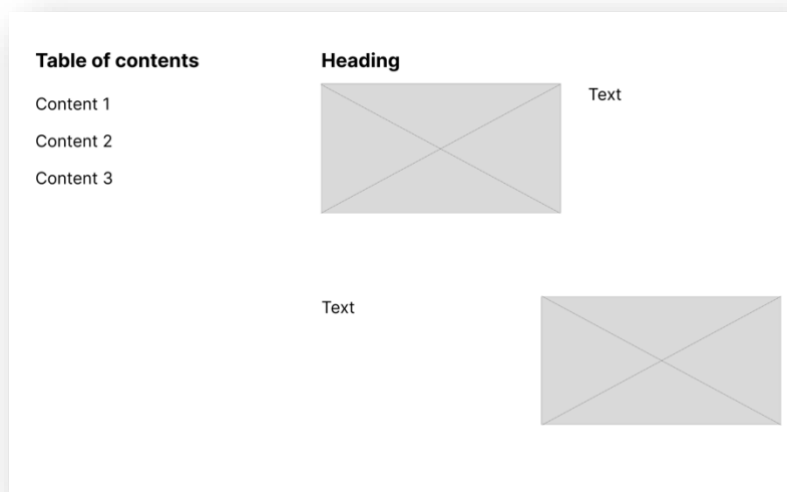 Table of contents
Content 1
Content 2
Content 3
Heading
Text
Text